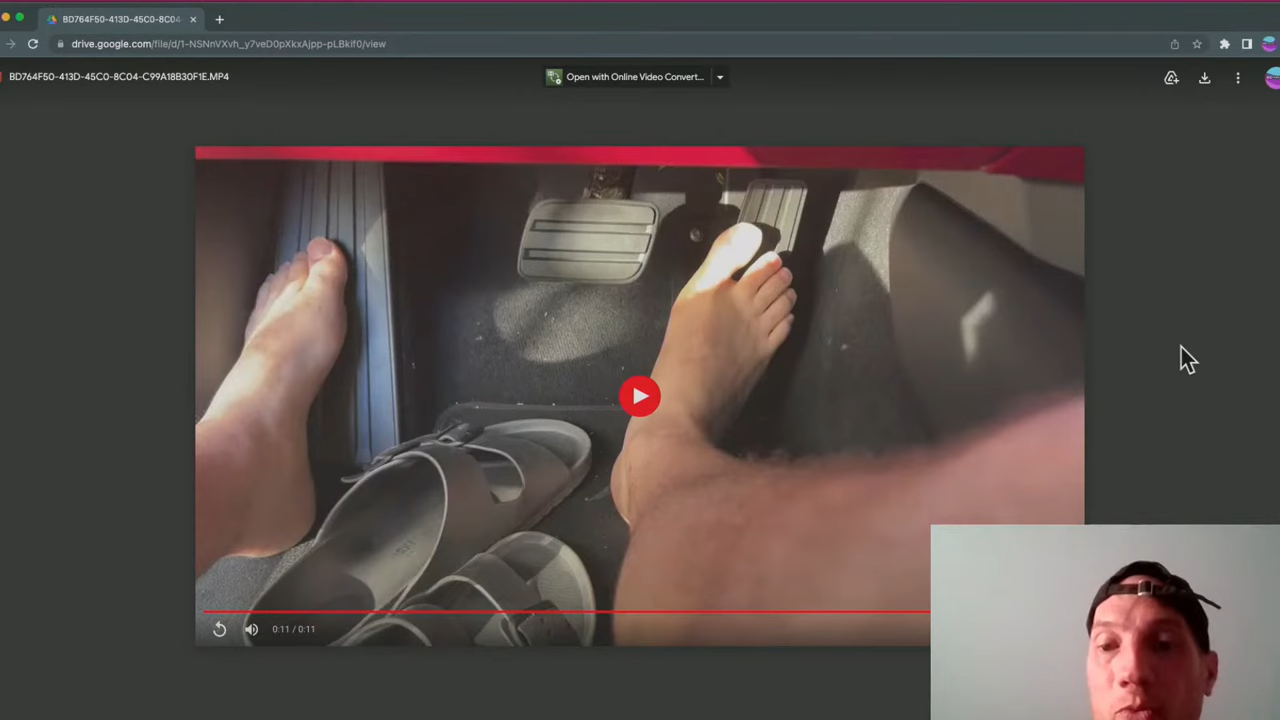 BD764F50-413D-45C0-8C04-
drive.google.com/file/d/1-NSNnVXvh_y7veD0pXkxAjpp-pLBkif0/view
BD764F50-413D-45C0-8C04-C99A18B30F1E.MP4
Open with Online Video Convert...
0:11 / 0:11